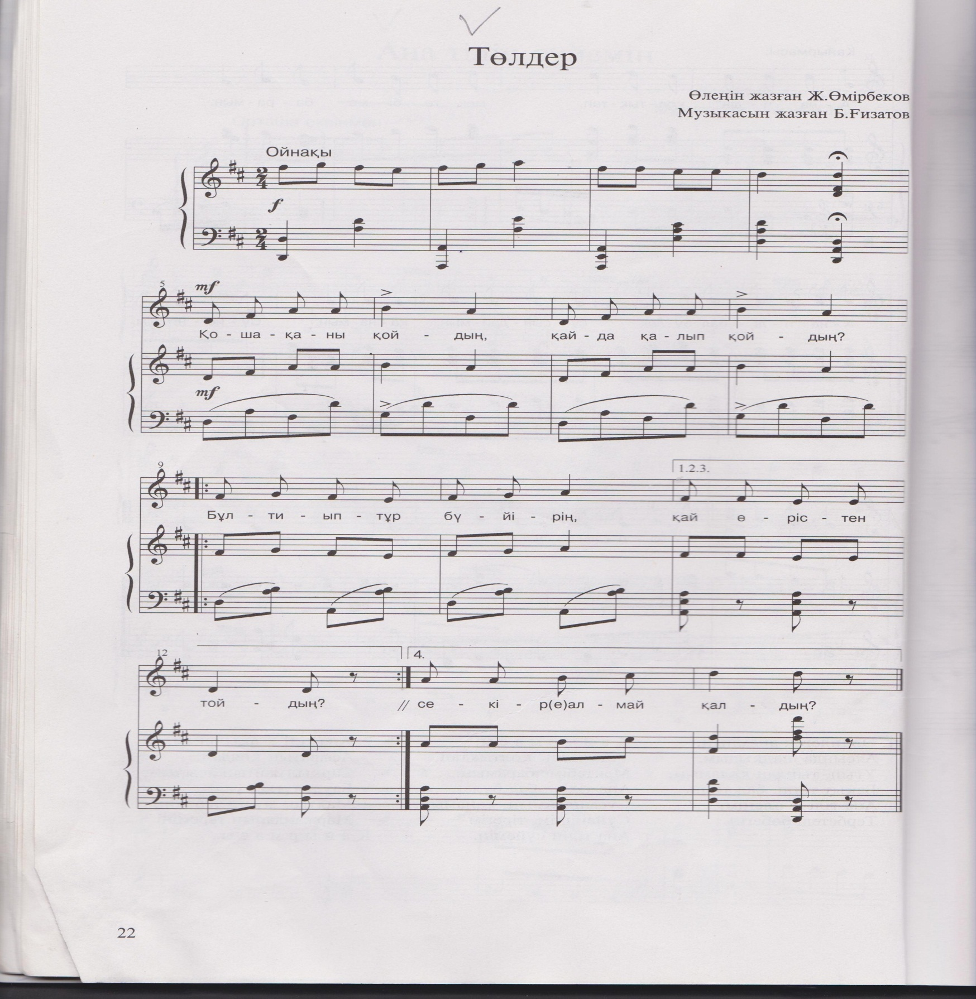 Төлдер
Өлеңін жазған Ж.Өмірбеков
Музыкасын жазған Б.Ғизатов
Ойнақы
f
5
mf
Қо - ша - қа - ны қой - дың, қай - да қа - лып қой - дың?
mf
9
1.2.3.
Бұл - ти - ып - тұр бү - йі - рің, қай ө - ріс - тен
12
4.
той - дың? // се - кі - р(е)ал - май қал - дың?
22